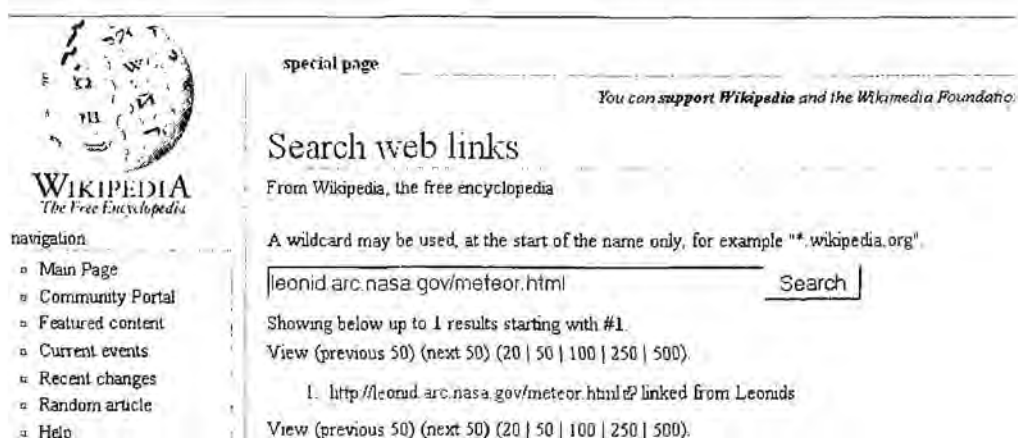 special page
You can support Wikipedia and the Wikimedia Foundatio
Search web links
WIKIPEDIA
The Free Encyclopedia
From Wikipedia, the free encyclopedia
navigation
A wildcard may be used, at the start of the name only, for example "*.wikipedia.org".
Main Page
Community Portal
Featured content
Current events
Recent changes
Random article
Help
leonid.arc.nasa.gov/meteor.html Search
Showing below up to 1 results starting with #1.
View (previous 50) (next 50) (20 | 50 | 100 | 250 | 500).
1. http://leonid.arc.nasa.gov/meteor.html linked from Leonids
View (previous 50) (next 50) (20 | 50 | 100 | 250 | 500).